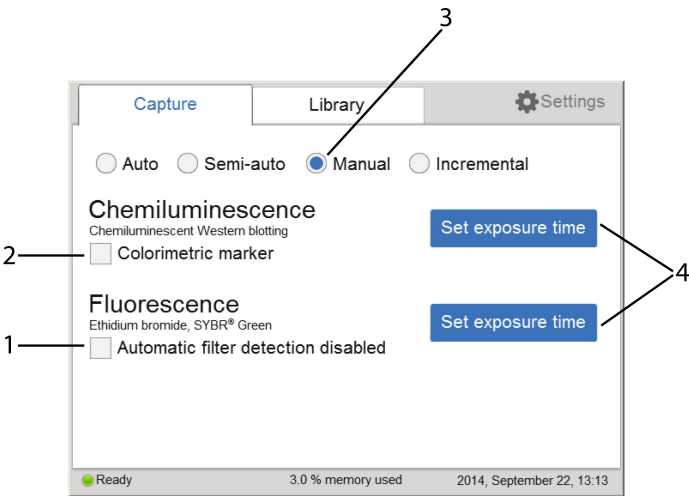 3
Capture Library Settings
Auto Semi-auto Manual Incremental
Chemiluminescence
Chemiluminescent Western blotting
Set exposure time
2 Colorimetric marker
4
Fluorescence
Ethidium bromide, SYBR® Green
Set exposure time
1 Automatic filter detection disabled
Ready 3.0 % memory used 2014, September 22, 13:13